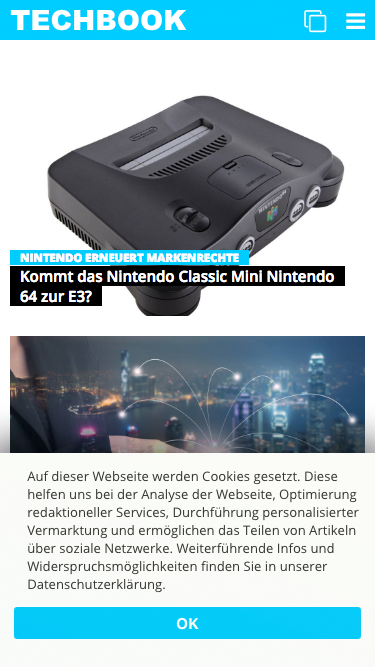 TECHBOOK
NINTENDO ERNEUERT MARKENRECHTE
Kommt das Nintendo Classic Mini Nintendo
64 zur E3?
Auf dieser Webseite werden Cookies gesetzt. Diese
helfen uns bei der Analyse der Webseite, Optimierung
redaktioneller Services, Durchführung personalisierter
Vermarktung und ermöglichen das Teilen von Artikeln
über soziale Netzwerke. Weiterführende Infos und
Widerspruchsmöglichkeiten finden Sie in unserer
Datenschutzerklärung.
OK